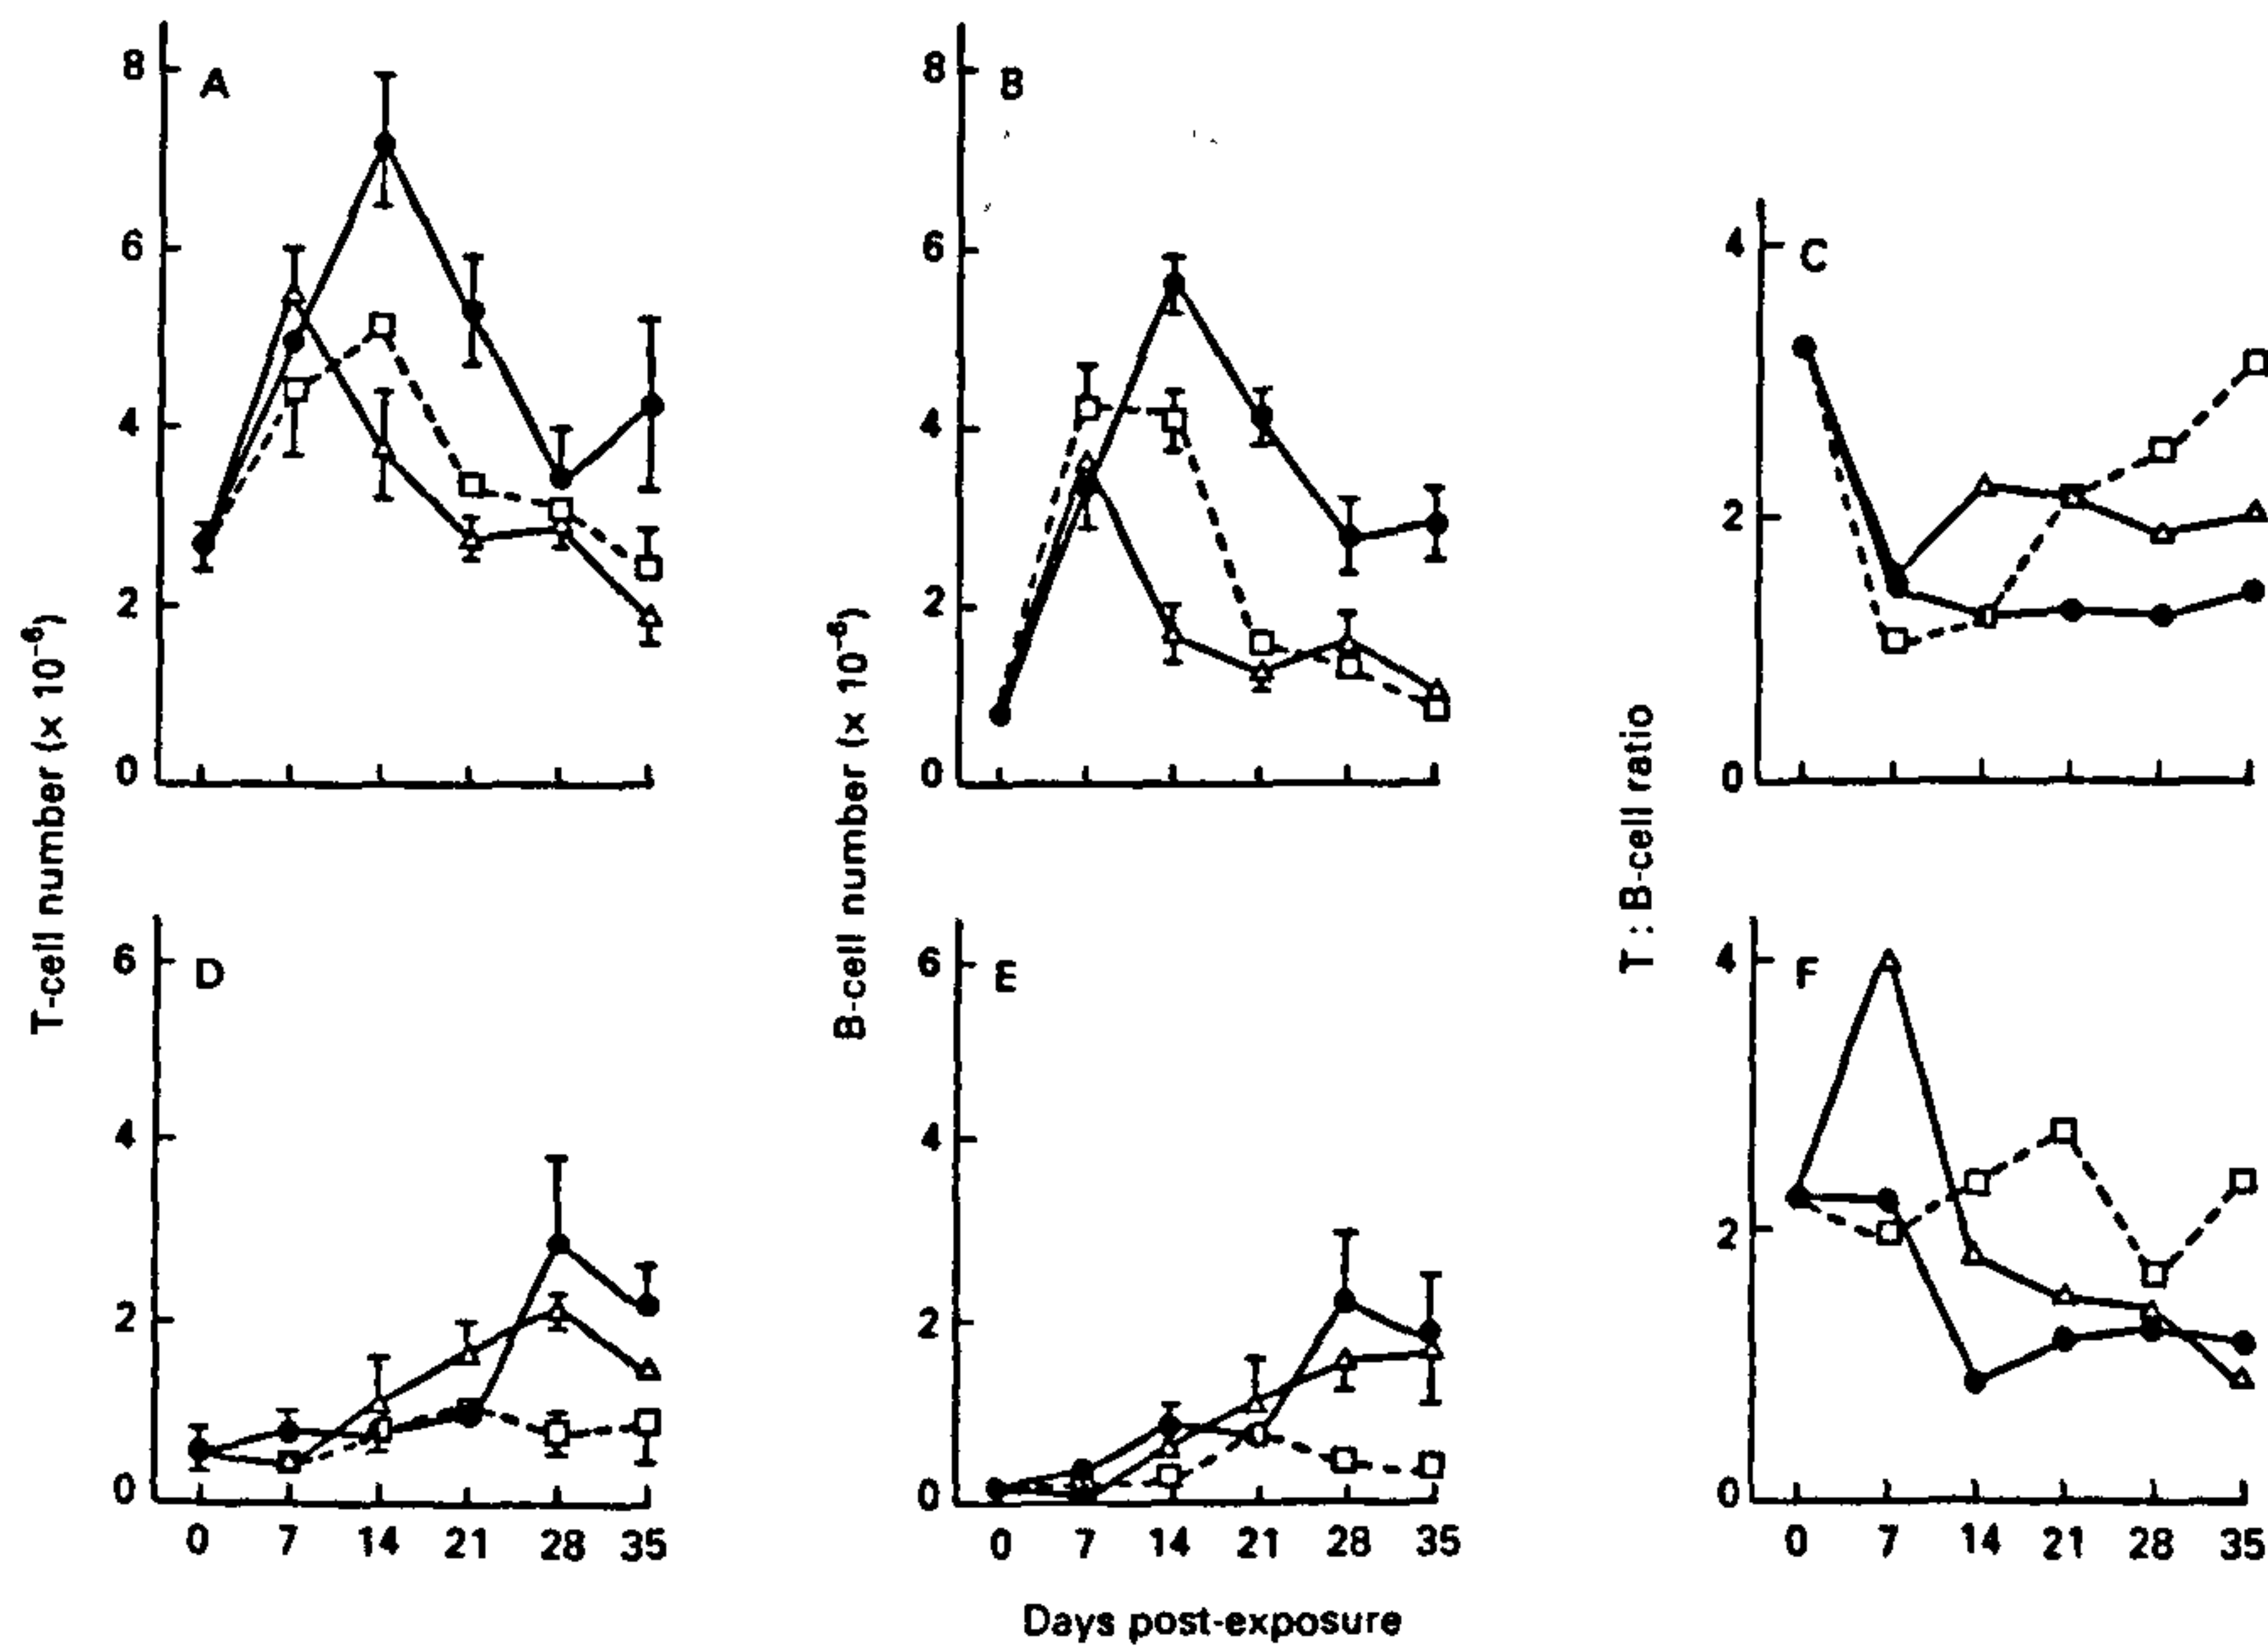 8
A
6
4
2
0
T-cell number (x 10⁻⁶)
8
B
6
4
2
0
B-cell number (x 10⁻⁶)
4
C
2
0
T : B-cell ratio
6
D
4
2
0
0 7 14 21 28 35
6
E
4
2
0
0 7 14 21 28 35
4
F
2
0
0 7 14 21 28 35
Days post-exposure